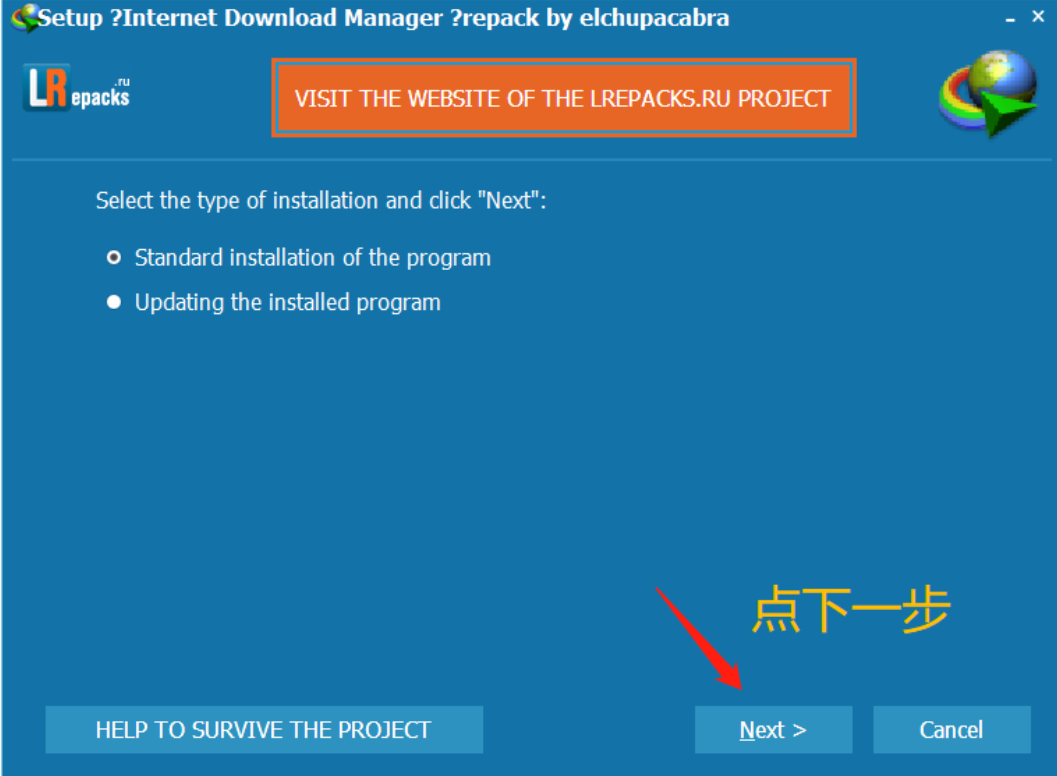 Setup ?Internet Download Manager ?repack by elchupacabra
LRepacks.ru
VISIT THE WEBSITE OF THE LREPACKS.RU PROJECT
Select the type of installation and click "Next":
Standard installation of the program
Updating the installed program
点下一步
HELP TO SURVIVE THE PROJECT
Next >
Cancel